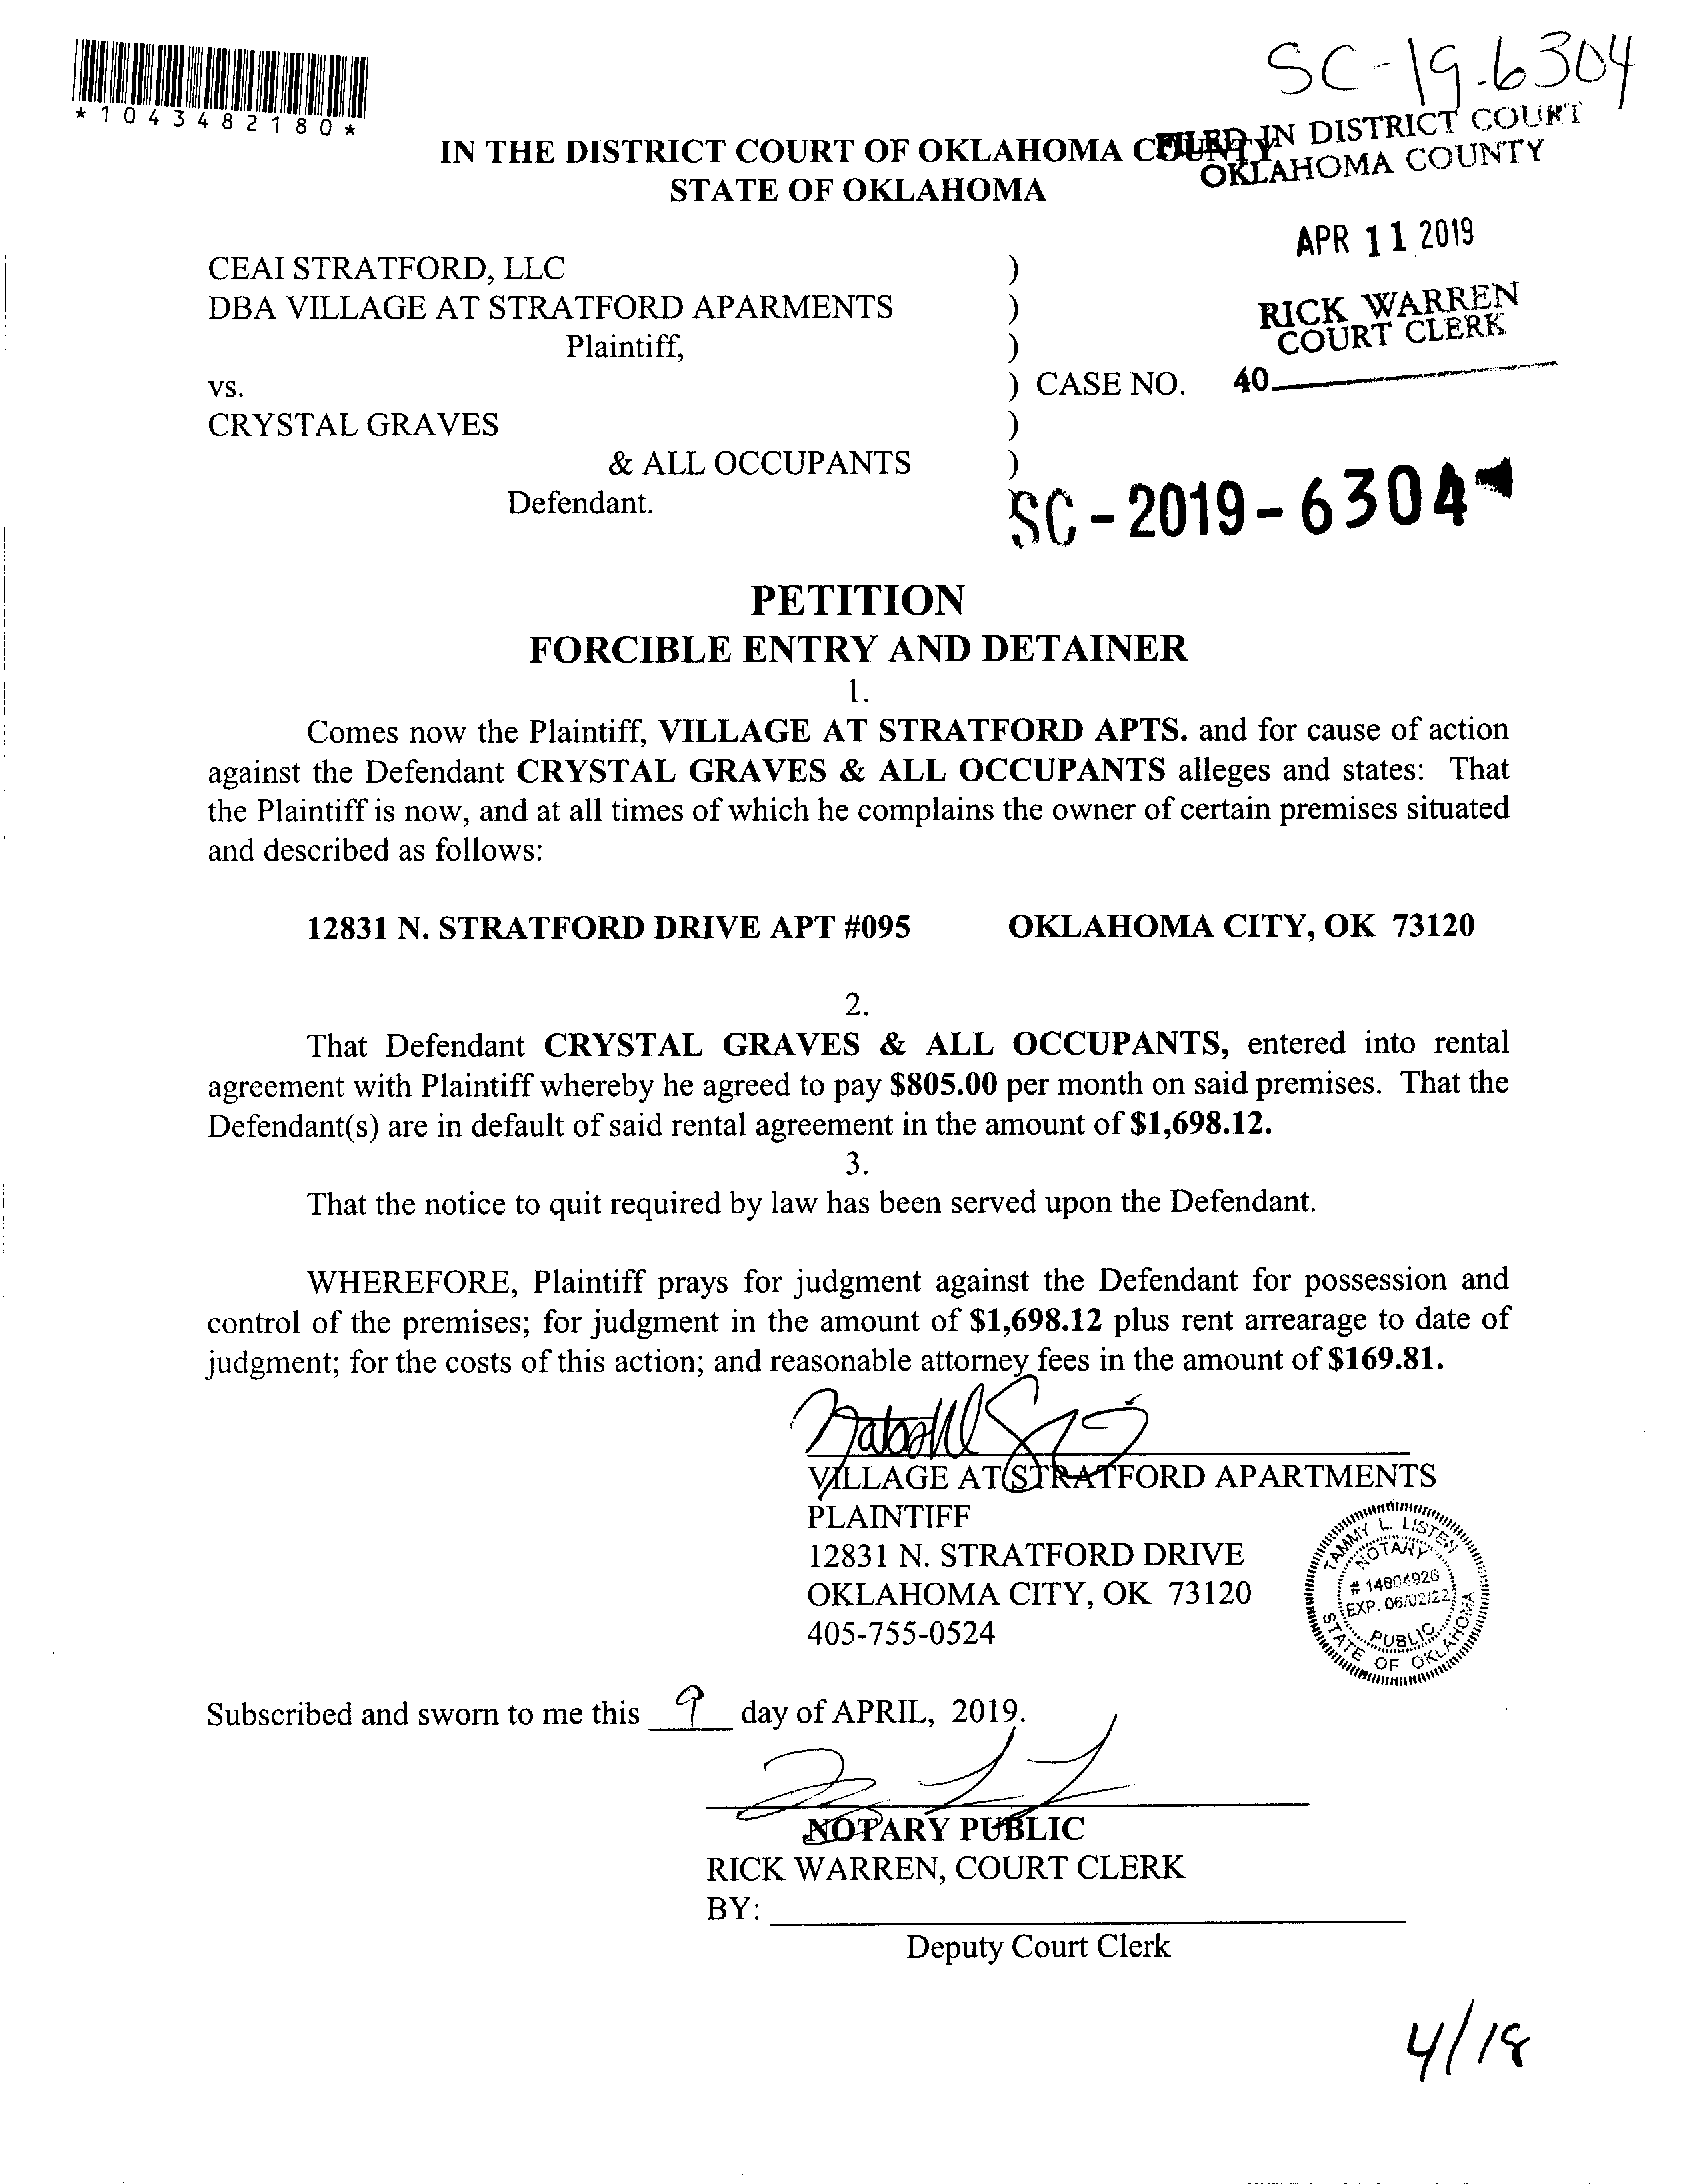 SC-19-6304
*1043482180*
IN THE DISTRICT COURT OF OKLAHOMA COUNTY
STATE OF OKLAHOMA
FILED IN DISTRICT COURT
OKLAHOMA COUNTY
APR 11 2019
RICK WARREN
COURT CLERK
40
CEAI STRATFORD, LLC )
DBA VILLAGE AT STRATFORD APARMENTS )
Plaintiff, )
vs. ) CASE NO.
CRYSTAL GRAVES )
& ALL OCCUPANTS )
Defendant.
SC-2019-6304
PETITION
FORCIBLE ENTRY AND DETAINER
1.
Comes now the Plaintiff, VILLAGE AT STRATFORD APTS. and for cause of action
against the Defendant CRYSTAL GRAVES & ALL OCCUPANTS alleges and states: That
the Plaintiff is now, and at all times of which he complains the owner of certain premises situated
and described as follows:
12831 N. STRATFORD DRIVE APT #095 OKLAHOMA CITY, OK 73120
2.
That Defendant CRYSTAL GRAVES & ALL OCCUPANTS, entered into rental
agreement with Plaintiff whereby he agreed to pay $805.00 per month on said premises. That the
Defendant(s) are in default of said rental agreement in the amount of $1,698.12.
3.
That the notice to quit required by law has been served upon the Defendant.
WHEREFORE, Plaintiff prays for judgment against the Defendant for possession and
control of the premises; for judgment in the amount of $1,698.12 plus rent arrearage to date of
judgment; for the costs of this action; and reasonable attorney fees in the amount of $169.81.
VILLAGE AT STRATFORD APARTMENTS
PLAINTIFF
12831 N. STRATFORD DRIVE
OKLAHOMA CITY, OK 73120
405-755-0524
TAMMY L. LISTEN
NOTARY
# 14804926
EXP. 06/02/22
PUBLIC
STATE OF OKLAHOMA
Subscribed and sworn to me this 9 day of APRIL, 2019.
NOTARY PUBLIC
RICK WARREN, COURT CLERK
BY:
Deputy Court Clerk
4/18